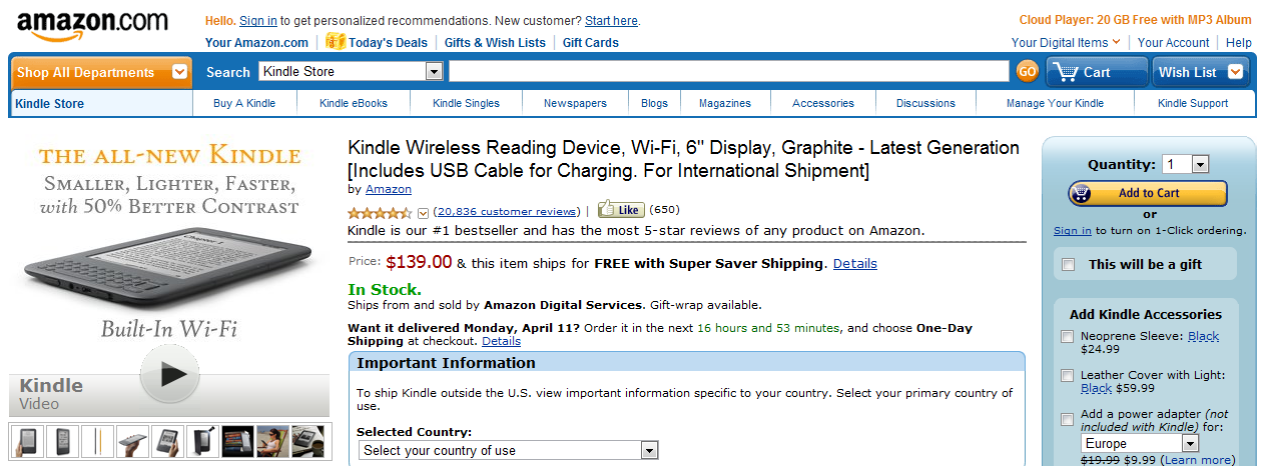 amazon.com
Hello. Sign in to get personalized recommendations. New customer? Start here.
Cloud Player: 20 GB Free with MP3 Album
Your Amazon.com | Today's Deals | Gifts & Wish Lists | Gift Cards
Your Digital Items | Your Account | Help
Shop All Departments
Search Kindle Store
GO
Cart
Wish List
Kindle Store
Buy A Kindle
Kindle eBooks
Kindle Singles
Newspapers
Blogs
Magazines
Accessories
Discussions
Manage Your Kindle
Kindle Support
THE ALL-NEW KINDLE
SMALLER, LIGHTER, FASTER,
with 50% BETTER CONTRAST
Chapter 1
Built-In Wi-Fi
Kindle
Video
Kindle Wireless Reading Device, Wi-Fi, 6" Display, Graphite - Latest Generation
[Includes USB Cable for Charging. For International Shipment]
by Amazon
(20,836 customer reviews) | Like (650)
Kindle is our #1 bestseller and has the most 5-star reviews of any product on Amazon.
Price: $139.00 & this item ships for FREE with Super Saver Shipping. Details
In Stock.
Ships from and sold by Amazon Digital Services. Gift-wrap available.
Want it delivered Monday, April 11? Order it in the next 16 hours and 53 minutes, and choose One-Day
Shipping at checkout. Details
Important Information
To ship Kindle outside the U.S. view important information specific to your country. Select your primary country of
use.
Selected Country:
Select your country of use
Quantity: 1
Add to Cart
or
Sign in to turn on 1-Click ordering.
This will be a gift
Add Kindle Accessories
Neoprene Sleeve: Black
$24.99
Leather Cover with Light:
Black $59.99
Add a power adapter (not
included with Kindle) for:
Europe
$19.99 $9.99 (Learn more)